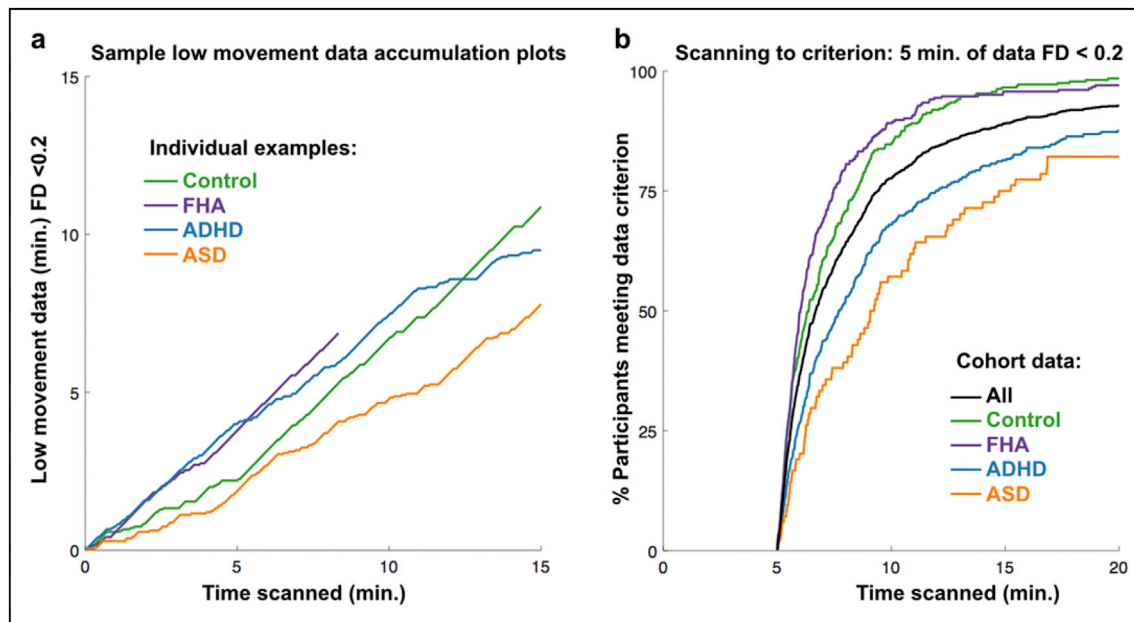 a
Sample low movement data accumulation plots
15
10
5
0
Low movement data (min.) FD <0.2
Individual examples:
Control
FHA
ADHD
ASD
0
5
10
15
Time scanned (min.)
b
Scanning to criterion: 5 min. of data FD < 0.2
100
75
50
25
0
% Participants meeting data criterion
Cohort data:
All
Control
FHA
ADHD
ASD
0
5
10
15
20
Time scanned (min.)